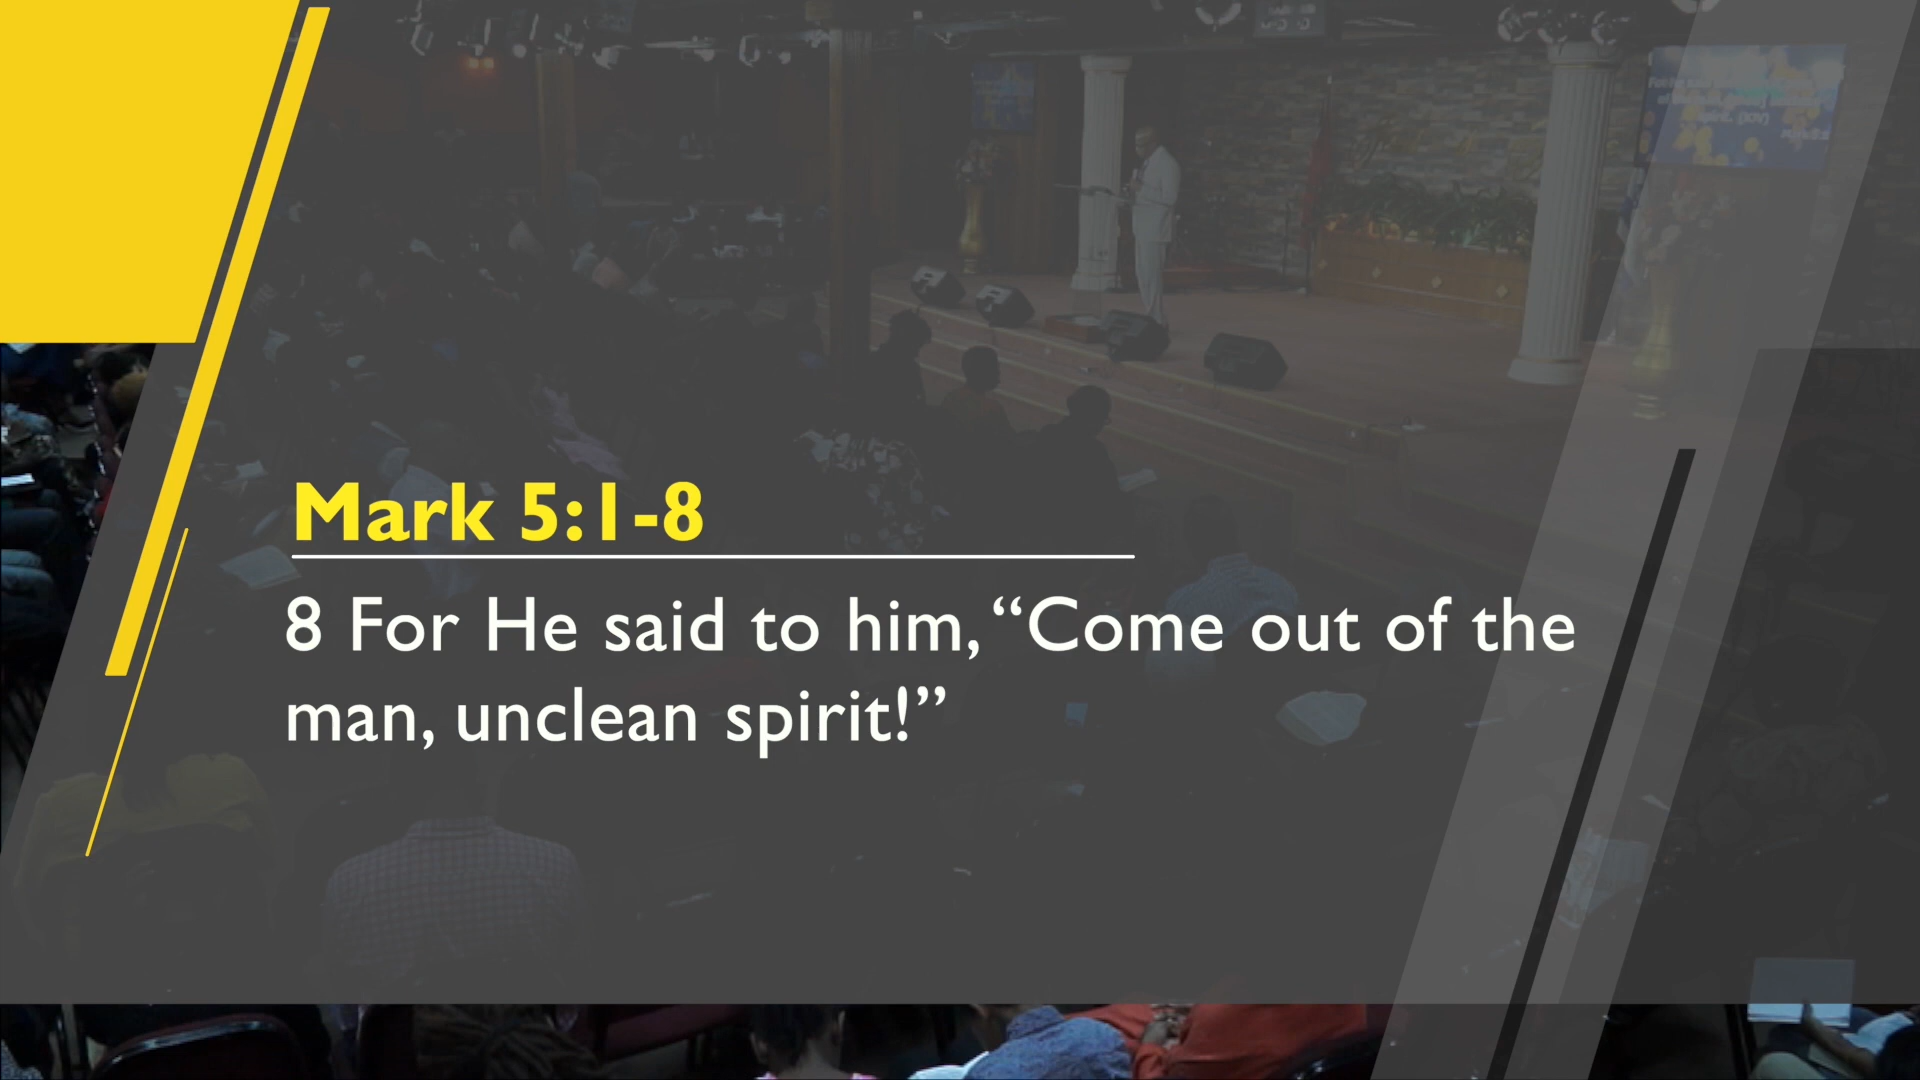 Mark 5:1-8
8 For He said to him, “Come out of the
man, unclean spirit!”